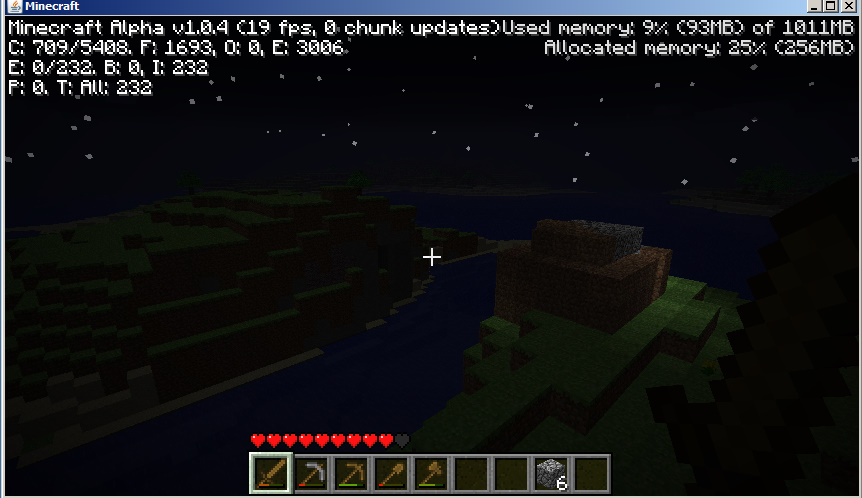 Minecraft
Minecraft Alpha v1.0.4 (19 fps, 0 chunk updates) Used memory: 9% (93MB) of 1011MB
C: 709/5408. F: 1693, O: 0, E: 3006 Allocated memory: 25% (256MB)
E: 0/232. B: 0, I: 232
P: 0. T: All: 232
6